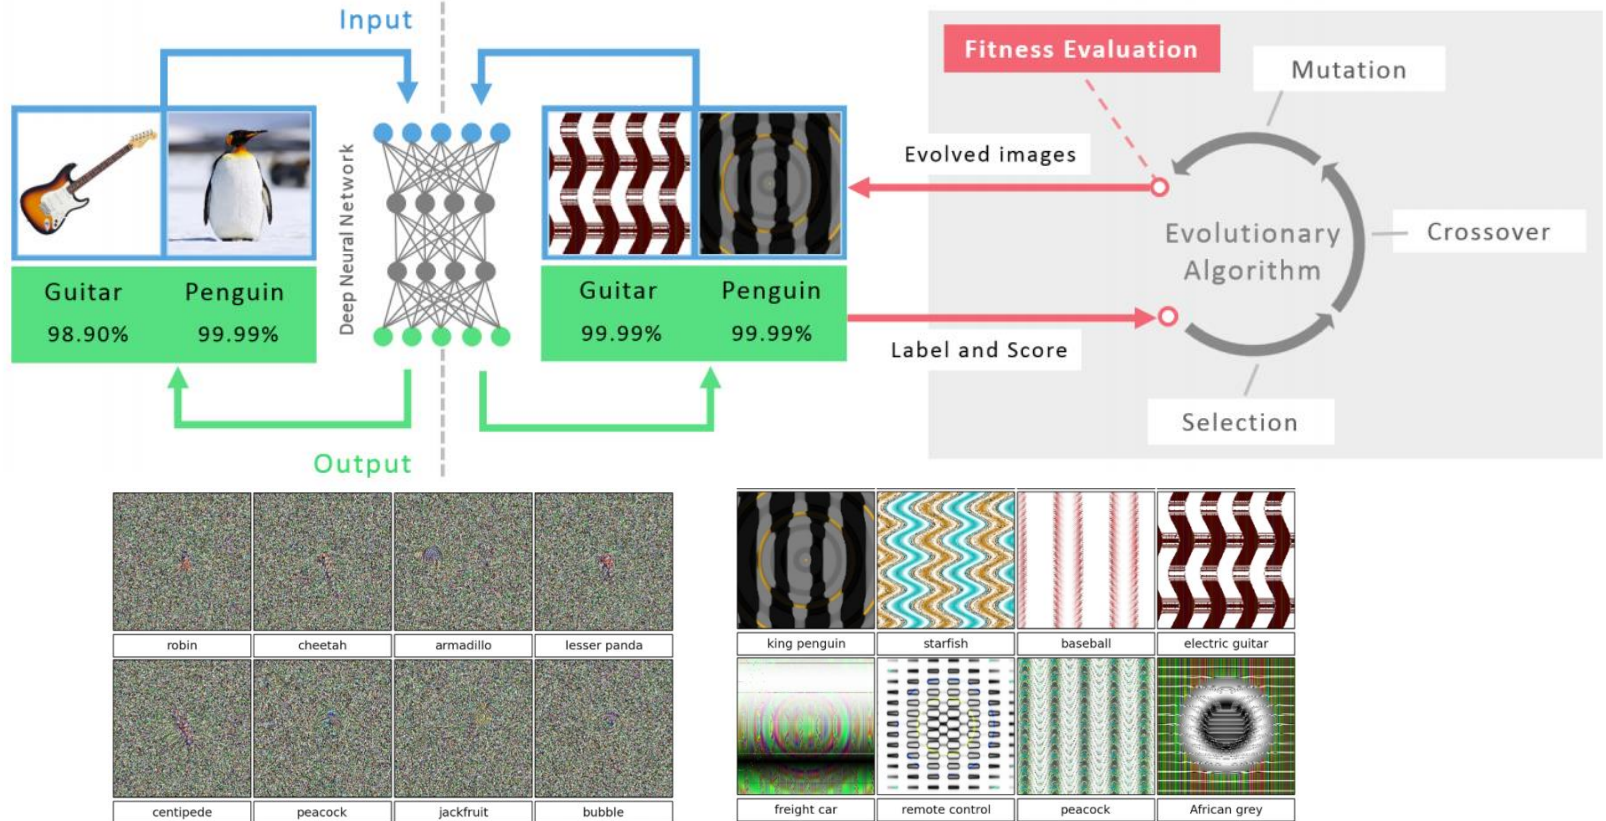 Input
Fitness Evaluation
Mutation
Evolved images
Crossover
Evolutionary
Algorithm
Deep Neural Network
Guitar Penguin
98.90% 99.99%
Guitar Penguin
99.99% 99.99%
Label and Score
Selection
Output
robin cheetah armadillo lesser panda
centipede peacock jackfruit bubble
king penguin starfish baseball electric guitar
freight car remote control peacock African grey